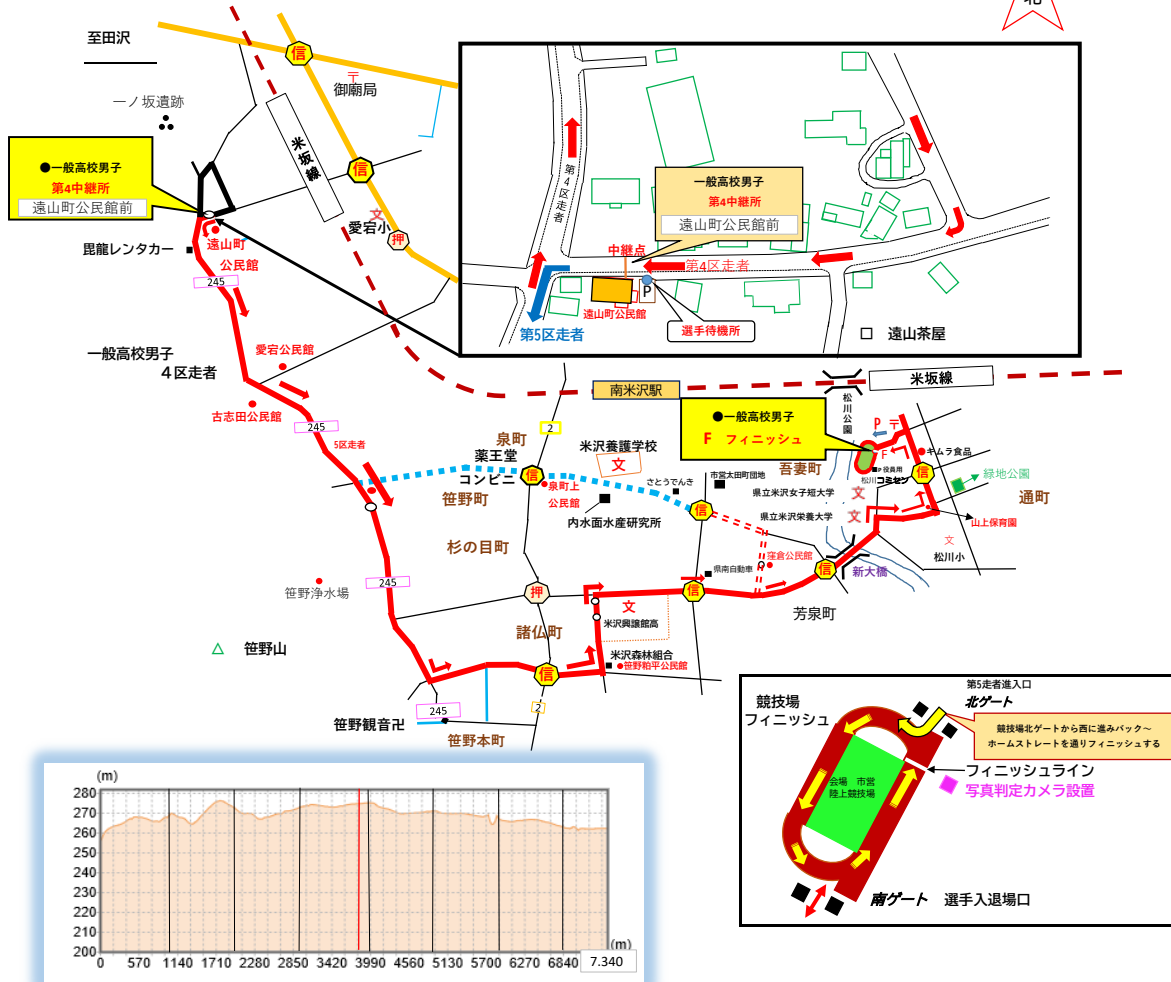 北
至田沢
信
〒
御廟局
一ノ坂遺跡
米坂線
●一般高校男子
第4中継所
遠山町公民館前
信
文
愛宕小
押
遠山町
公民館
毘龍レンタカー
245
一般高校男子
4区走者
愛宕公民館
古志田公民館
245
5区走者
第4区走者
一般高校男子
第4中継所
遠山町公民館前
中継点
第4区走者
P
遠山町公民館
選手待機所
第5区走者
遠山茶屋
南米沢駅
米坂線
2
泉町
薬王堂
コンビニ
信
泉町上
公民館
笹野町
米沢養護学校
文
内水面水産研究所
さとうでんき
市営太田町団地
信
●一般高校男子
F フィニッシュ
松川公園
P 〒
F
キムラ食品
P 役員用
松川コミセン
信
緑地公園
通町
吾妻町
県立米沢女子短大学
文
県立米沢栄養大学
文
山上保育園
文
松川小
杉の目町
窪倉公民館
県南自動車
信
新大橋
芳泉町
245
笹野浄水場
押
信
文
米沢興譲館高
諸仏町
笹野山
米沢森林組合
笹野粕平公民館
信
2
245
笹野観音卍
笹野本町
第5走者進入口
北ゲート
競技場
フィニッシュ
競技場北ゲートから西に進みバック～
ホームストレートを通りフィニッシュする
フィニッシュライン
写真判定カメラ設置
会場 市営
陸上競技場
南ゲート 選手入退場口
(m)
280
270
260
250
240
230
220
210
200
0 570 1140 1710 2280 2850 3420 3990 4560 5130 5700 6270 6840 7.340
(m)